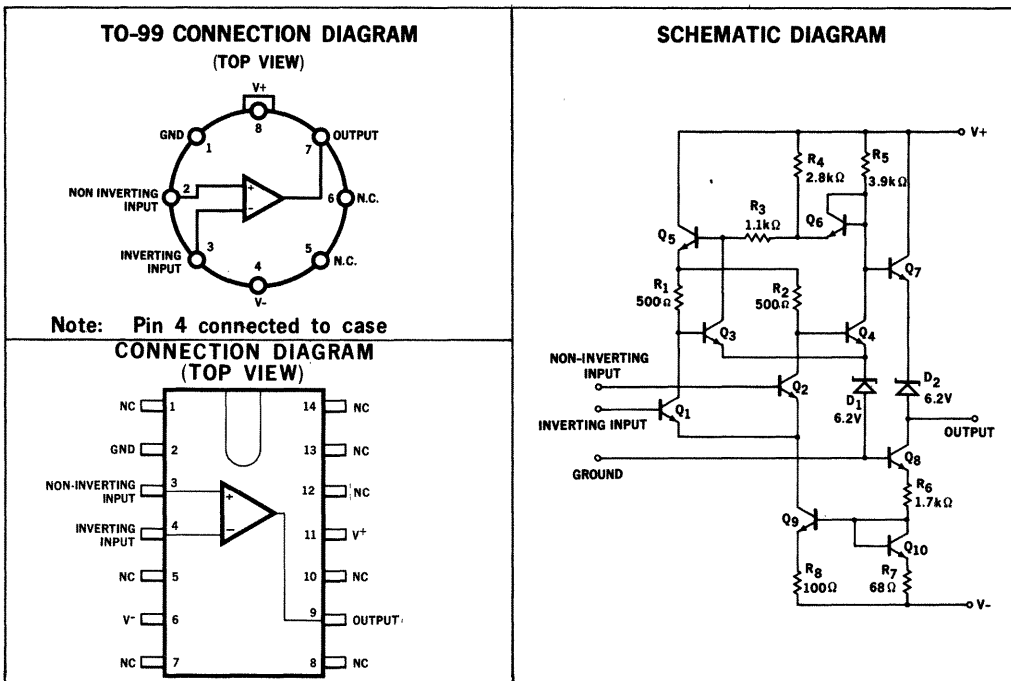 TO-99 CONNECTION DIAGRAM
(TOP VIEW)
V+
8
GND
1
OUTPUT
7
NON INVERTING
INPUT
2
+
−
6
N.C.
INVERTING
INPUT
3
5
N.C.
4
V-
Note: Pin 4 connected to case
CONNECTION DIAGRAM
(TOP VIEW)
NC
1
14
NC
GND
2
13
NC
NON-INVERTING
INPUT
3
+
12
NC
INVERTING
INPUT
4
−
11
V+
NC
5
10
NC
V-
6
9
OUTPUT
NC
7
8
NC
SCHEMATIC DIAGRAM
V+
R4
2.8kΩ
R5
3.9kΩ
R3
1.1kΩ
Q6
Q5
Q7
R1
500Ω
R2
500Ω
Q3
Q4
NON-INVERTING
INPUT
Q2
D1
6.2V
D2
6.2V
Q1
INVERTING INPUT
OUTPUT
GROUND
Q8
R6
1.7kΩ
Q9
Q10
R8
100Ω
R7
68Ω
V-